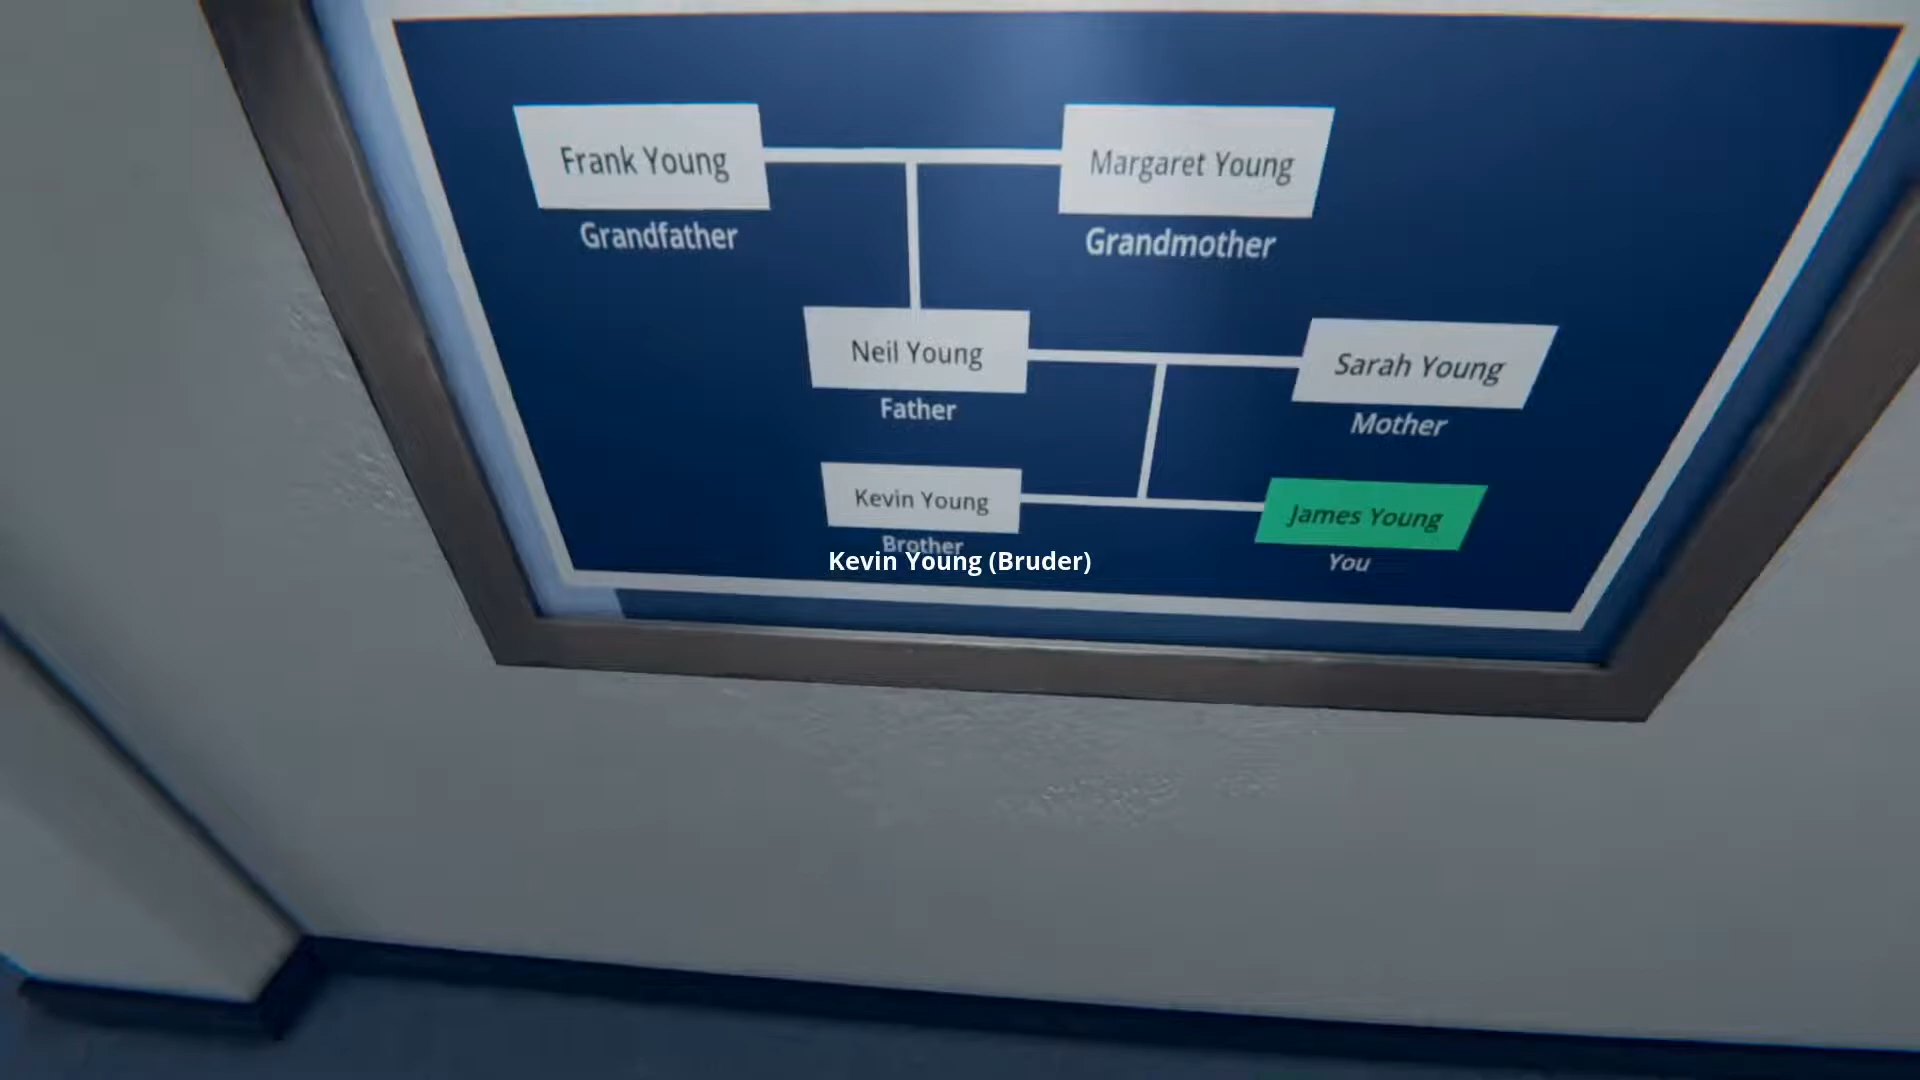 Frank Young
Margaret Young
Grandfather
Grandmother
Neil Young
Sarah Young
Father
Mother
Kevin Young
James Young
Brother
You
Kevin Young (Bruder)